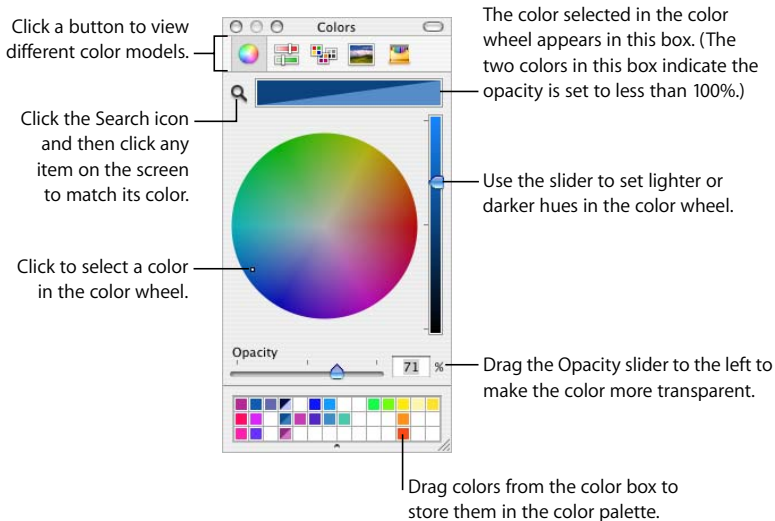 Click a button to view
different color models.
Colors
The color selected in the color
wheel appears in this box. (The
two colors in this box indicate the
opacity is set to less than 100%.)
Click the Search icon
and then click any
item on the screen
to match its color.
Use the slider to set lighter or
darker hues in the color wheel.
Click to select a color
in the color wheel.
Opacity
71 %
Drag the Opacity slider to the left to
make the color more transparent.
Drag colors from the color box to
store them in the color palette.